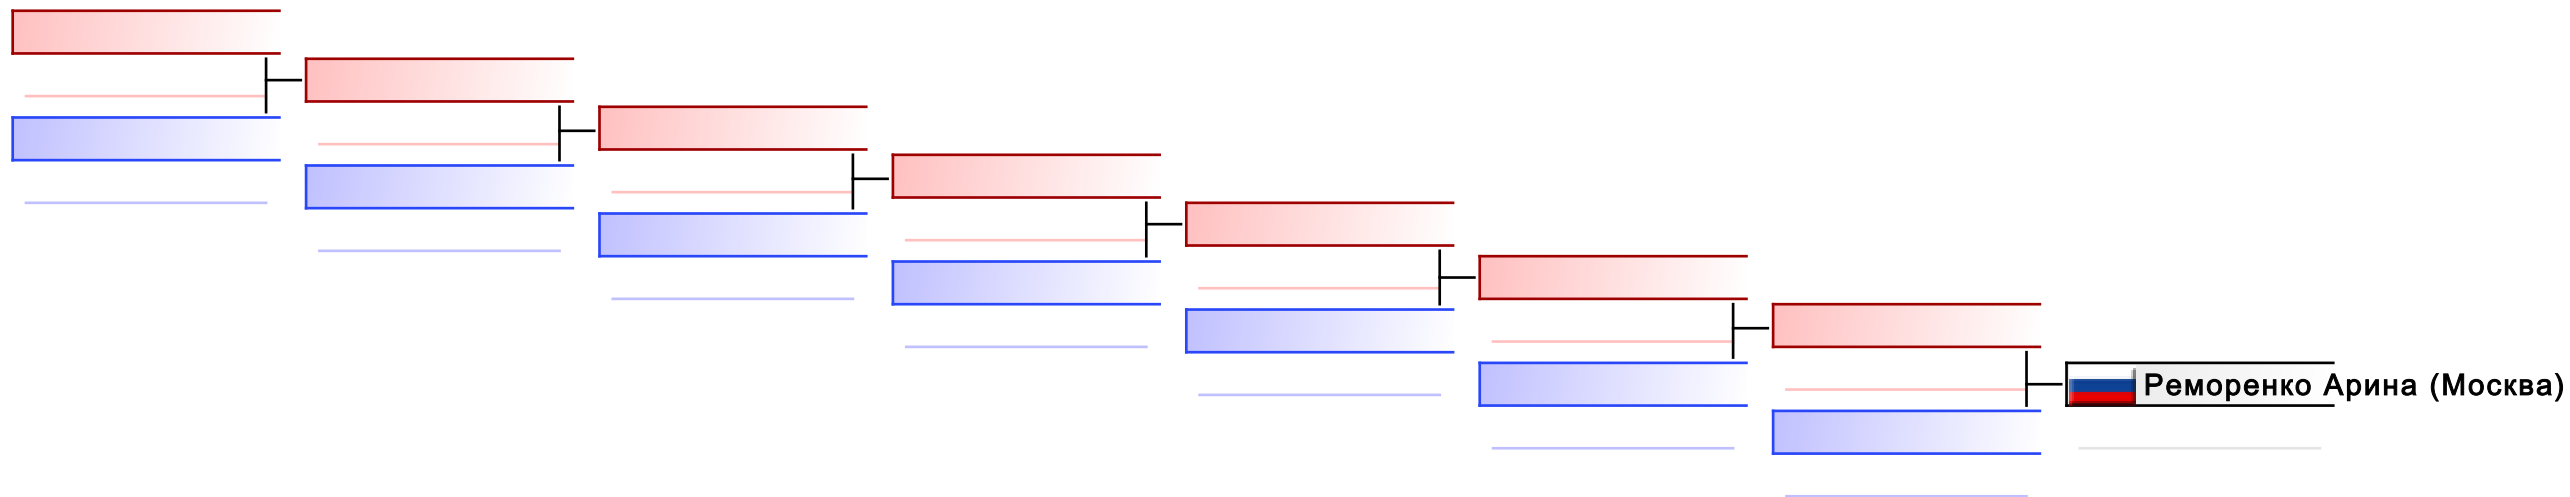 Реморенко Арина (Москва)